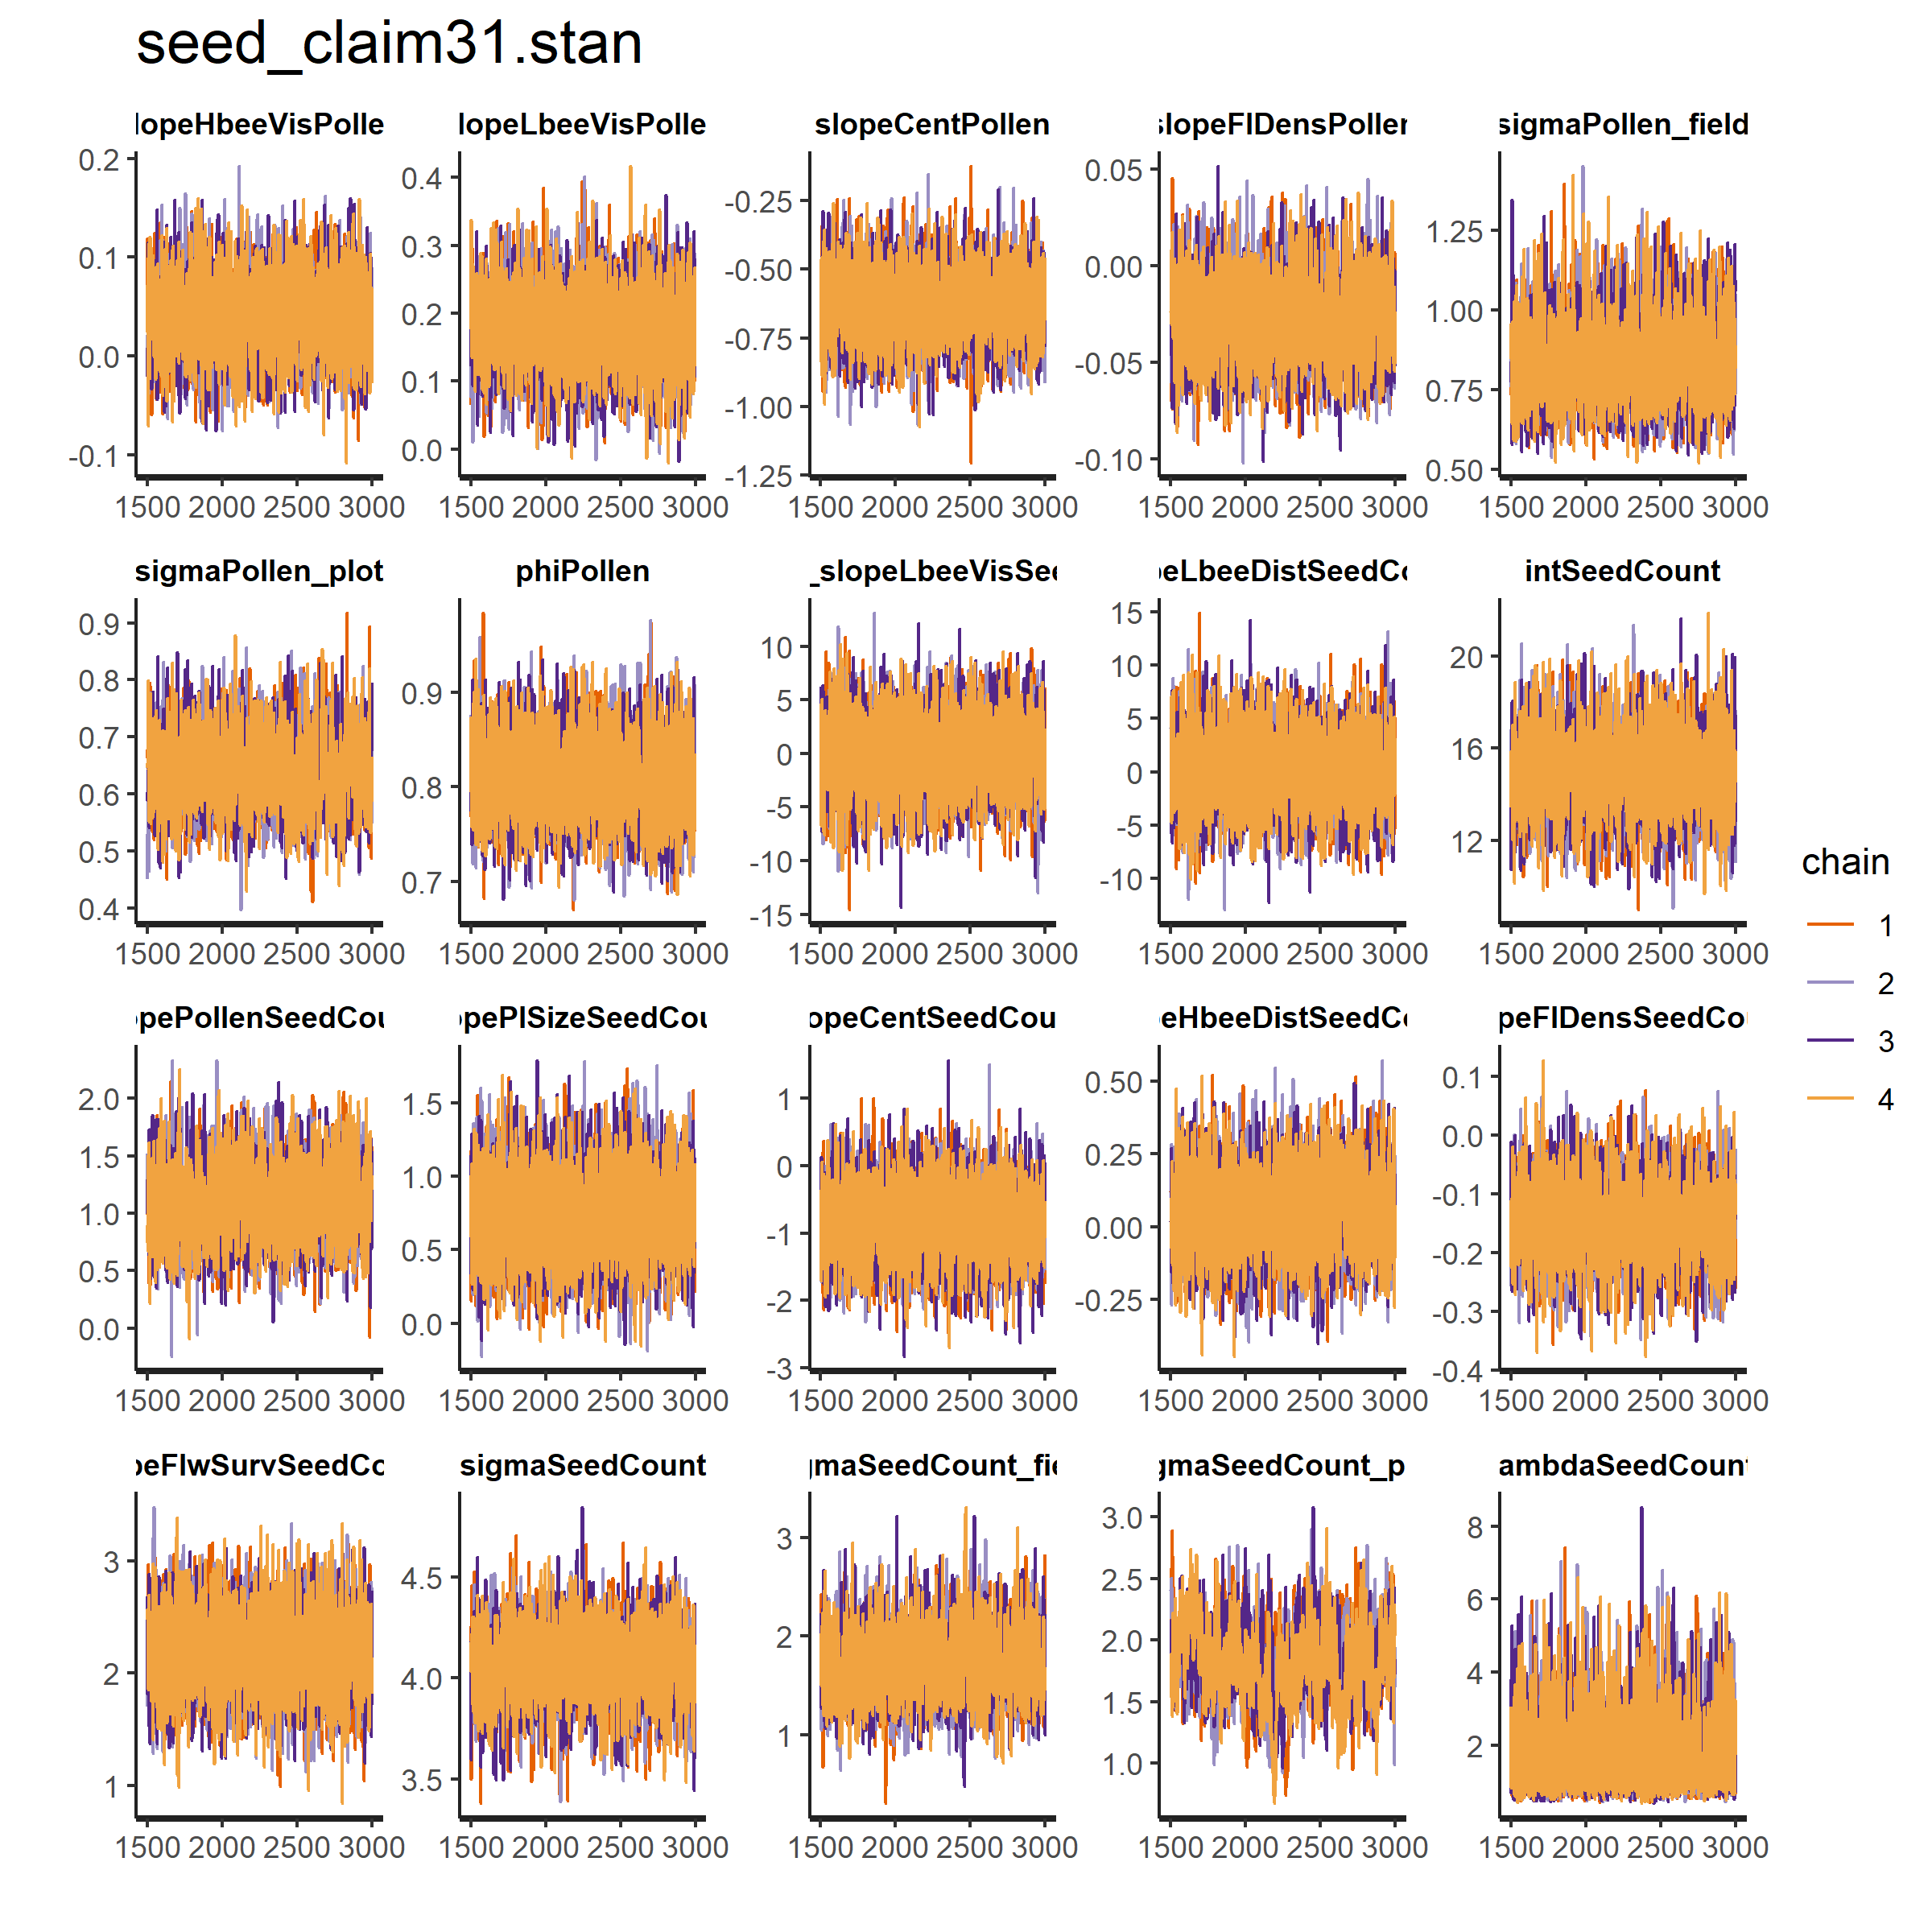 seed_claim31.stan
lopeHbeeVisPolle lopeLbeeVisPolle slopeCentPollen slopeFlDensPollen sigmaPollen_field
0.2 0.1 0.0 -0.1
0.4 0.3 0.2 0.1 0.0
-0.25 -0.50 -0.75 -1.00 -1.25
0.05 0.00 -0.05 -0.10
1.25 1.00 0.75 0.50
1500 2000 2500 3000 1500 2000 2500 3000 1500 2000 2500 3000 1500 2000 2500 3000 1500 2000 2500 3000
sigmaPollen_plot phiPollen _slopeLbeeVisSee eLbeeDistSeedCo intSeedCount
0.9 0.8 0.7 0.6 0.5 0.4
0.9 0.8 0.7
10 5 0 -5 -10 -15
15 10 5 0 -5 -10
20 16 12
1500 2000 2500 3000 1500 2000 2500 3000 1500 2000 2500 3000 1500 2000 2500 3000 1500 2000 2500 3000
opePollenSeedCou opePlSizeSeedCou opeCentSeedCou eHbeeDistSeedCo peFlDensSeedCou
2.0 1.5 1.0 0.5 0.0
1.5 1.0 0.5 0.0
1 0 -1 -2 -3
0.50 0.25 0.00 -0.25
0.1 0.0 -0.1 -0.2 -0.3 -0.4
1500 2000 2500 3000 1500 2000 2500 3000 1500 2000 2500 3000 1500 2000 2500 3000 1500 2000 2500 3000
eFlwSurvSeedCo sigmaSeedCount gmaSeedCount_fie gmaSeedCount_p ambdaSeedCount
3 2 1
4.5 4.0 3.5
3 2 1
3.0 2.5 2.0 1.5 1.0
8 6 4 2
1500 2000 2500 3000 1500 2000 2500 3000 1500 2000 2500 3000 1500 2000 2500 3000 1500 2000 2500 3000
chain
1
2
3
4